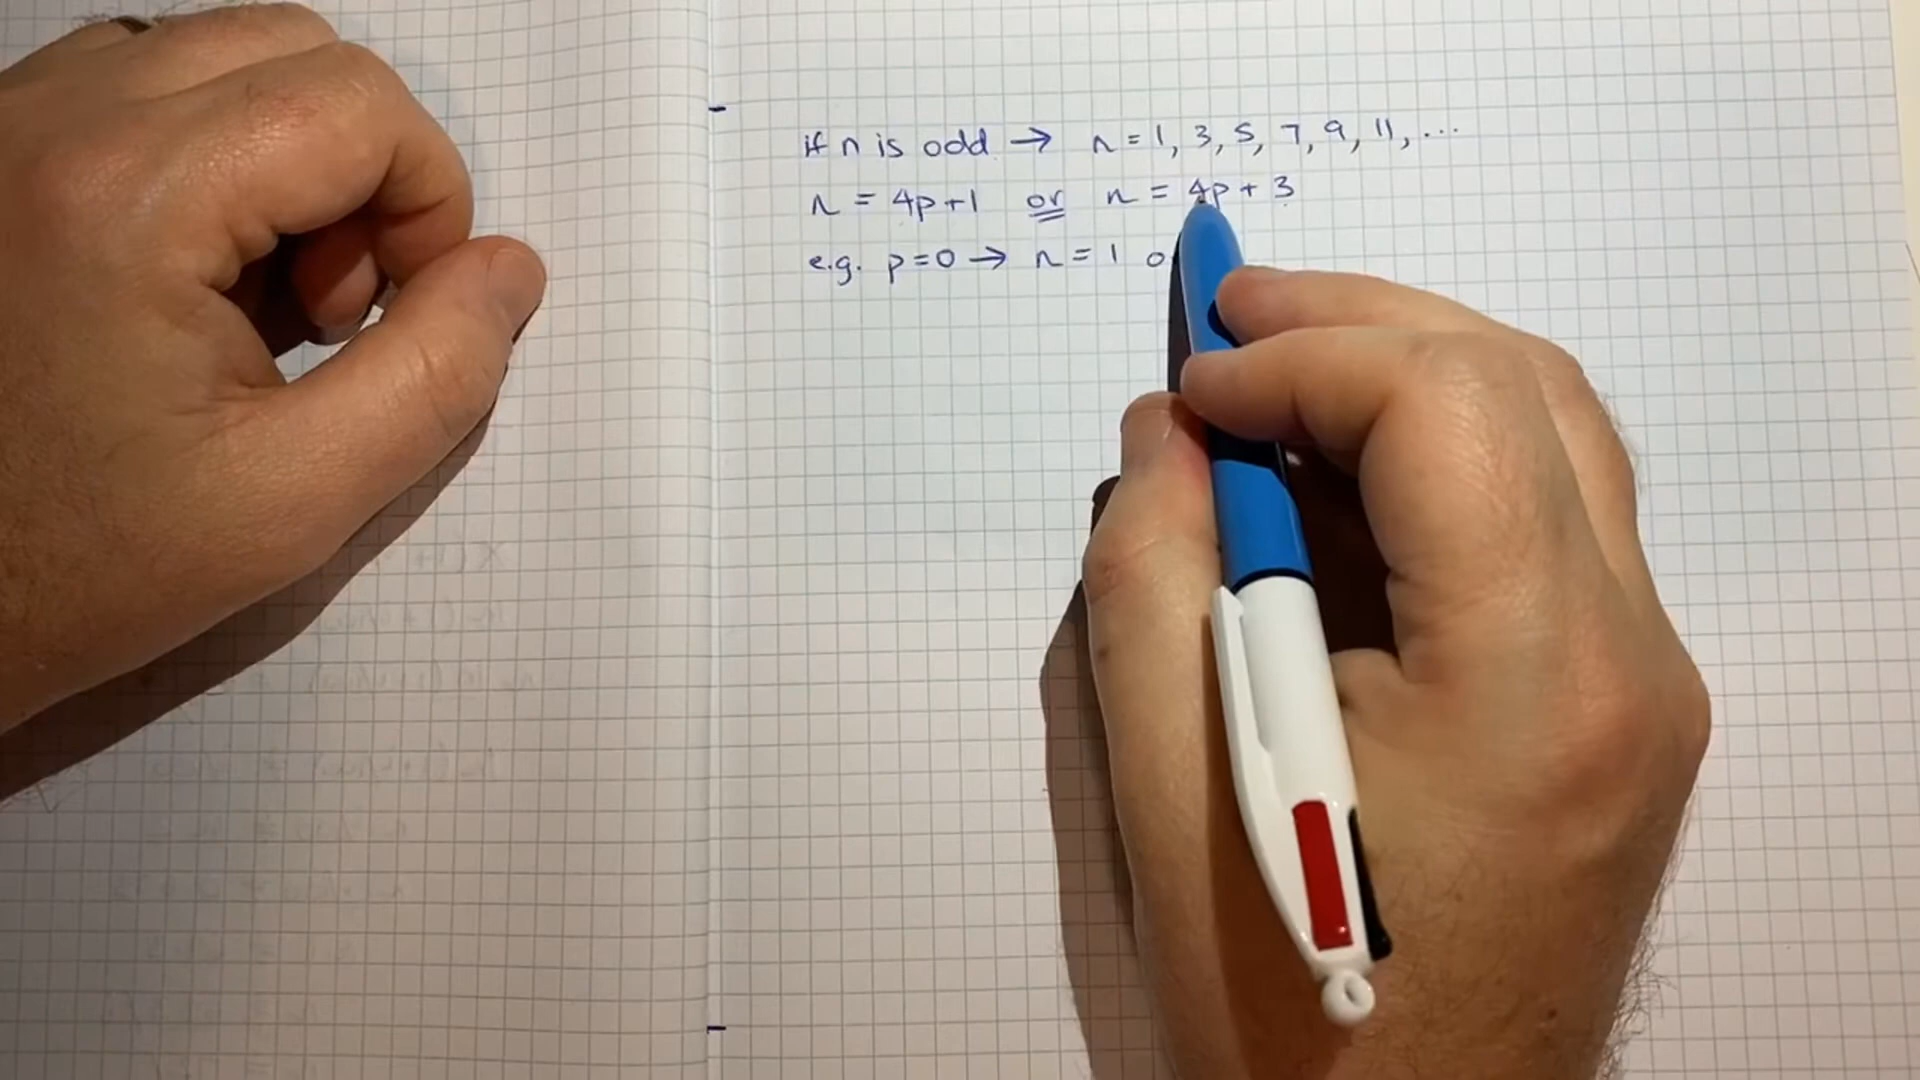 if n is odd → n = 1, 3, 5, 7, 9, 11, ...
n = 4p+1 or n = 4p + 3
e.g. p=0 → n = 1 o